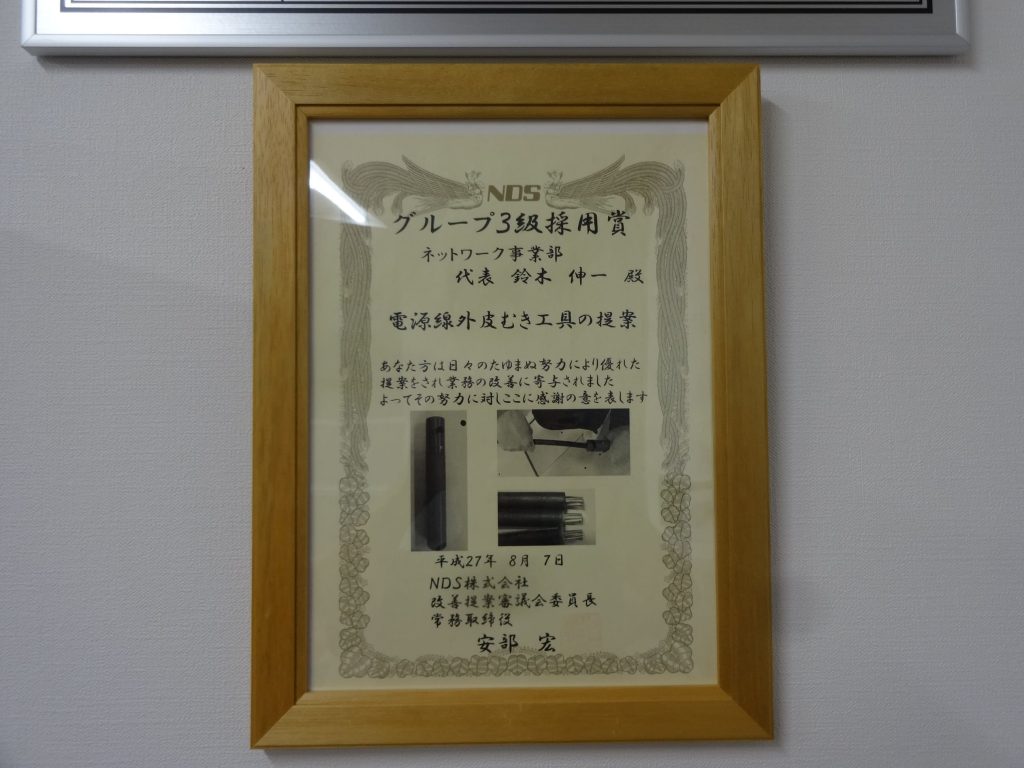 NDS
グループ3級採用賞
ネットワーク事業部
代表 鈴木 伸一 殿
電源線外皮むき工具の提案
あなた方は日々のたゆまぬ努力により優れた
提案をされ業務の改善に寄与されました
よってその努力に対しここに感謝の意を表します
平成27年 8月 7日
NDS株式会社
改善提案審議会委員長
常務取締役
安部 宏